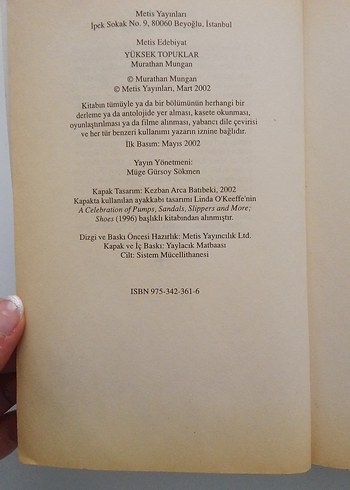 Metis Yayınları
İpek Sokak No. 9, 80060 Beyoğlu, İstanbul
Metis Edebiyat
YÜKSEK TOPUKLAR
Murathan Mungan
© Murathan Mungan
© Metis Yayınları, Mart 2002
Kitabın tümüyle ya da bir bölümünün herhangi bir
derleme ya da antolojide yer alması, kasete okunması,
oyunlaştırılması ya da filme alınması, yabancı dile çevirisi
ve her tür benzeri kullanımı yazarın iznine bağlıdır.
İlk Basım: Mayıs 2002
Yayın Yönetmeni:
Müge Gürsoy Sökmen
Kapak Tasarım: Kezban Arca Batıbeki, 2002
Kapakta kullanılan ayakkabı tasarımı Linda O'Keeffe'nin
A Celebration of Pumps, Sandals, Slippers and More;
Shoes (1996) başlıklı kitabından alınmıştır.
Dizgi ve Baskı Öncesi Hazırlık: Metis Yayıncılık Ltd.
Kapak ve İç Baskı: Yaylacık Matbaası
Cilt: Sistem Mücellithanesi
ISBN 975-342-361-6